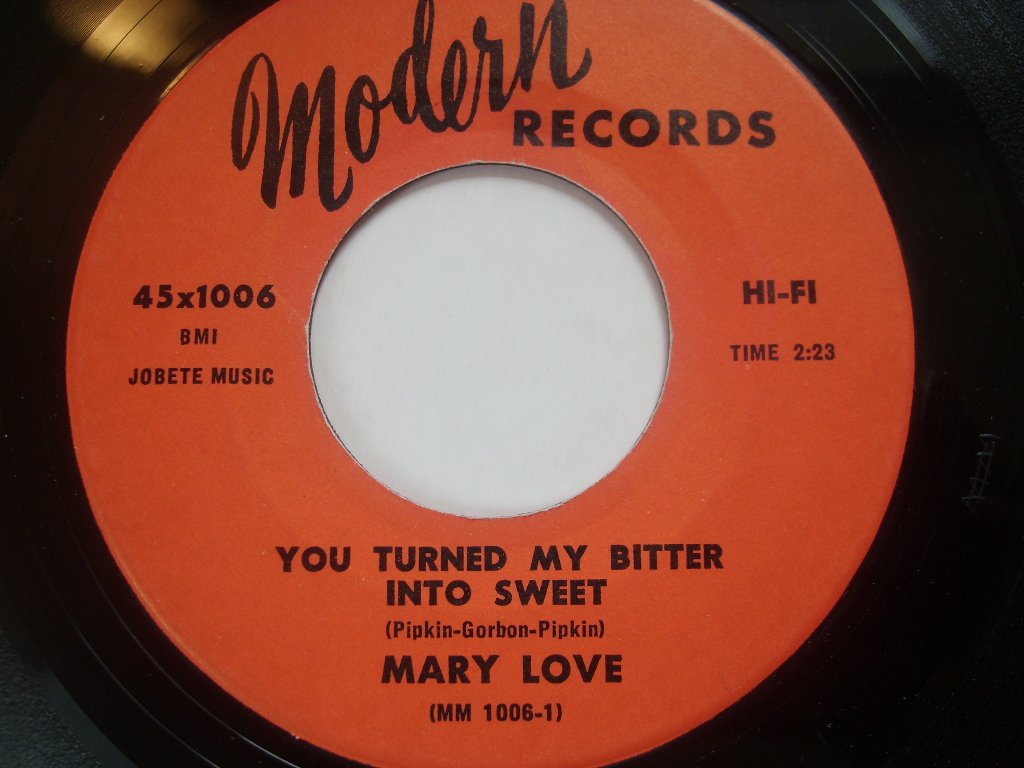 Modern
RECORDS
45x1006
BMI
JOBETE MUSIC
HI-FI
TIME 2:23
YOU TURNED MY BITTER
INTO SWEET
(Pipkin-Gorbon-Pipkin)
MARY LOVE
(MM 1006-1)